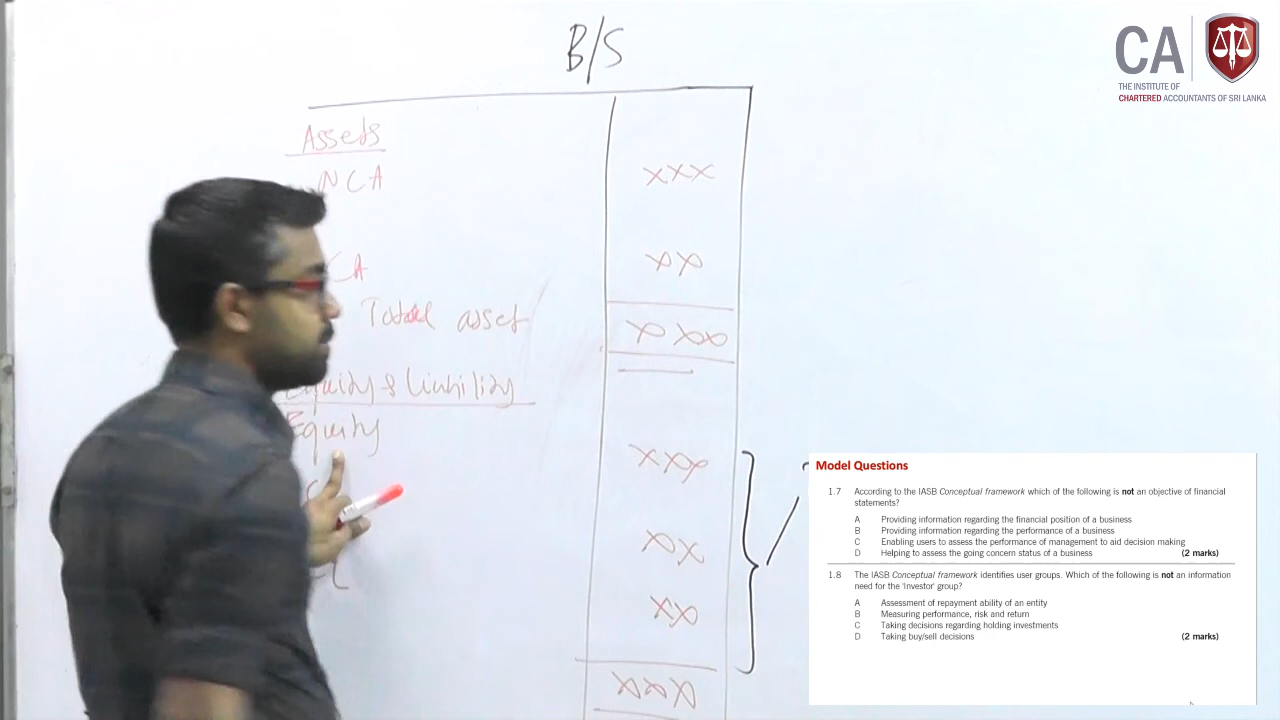 B/S
CA
THE INSTITUTE OF
CHARTERED ACCOUNTANTS OF SRI LANKA
Assets
NCA
XXX
CA
XX
Total asset
XXX
Equity & Liability
Equity
XXX
XX
XX
XXX
Model Questions
1.7 According to the IASB Conceptual framework which of the following is not an objective of financial
statements?
A Providing information regarding the financial position of a business
B Providing information regarding the performance of a business
C Enabling users to assess the performance of management to aid decision making
D Helping to assess the going concern status of a business (2 marks)
1.8 The IASB Conceptual framework identifies user groups. Which of the following is not an information
need for the 'Investor' group?
A Assessment of repayment ability of an entity
B Measuring performance, risk and return
C Taking decisions regarding holding investments
D Taking buy/sell decisions (2 marks)